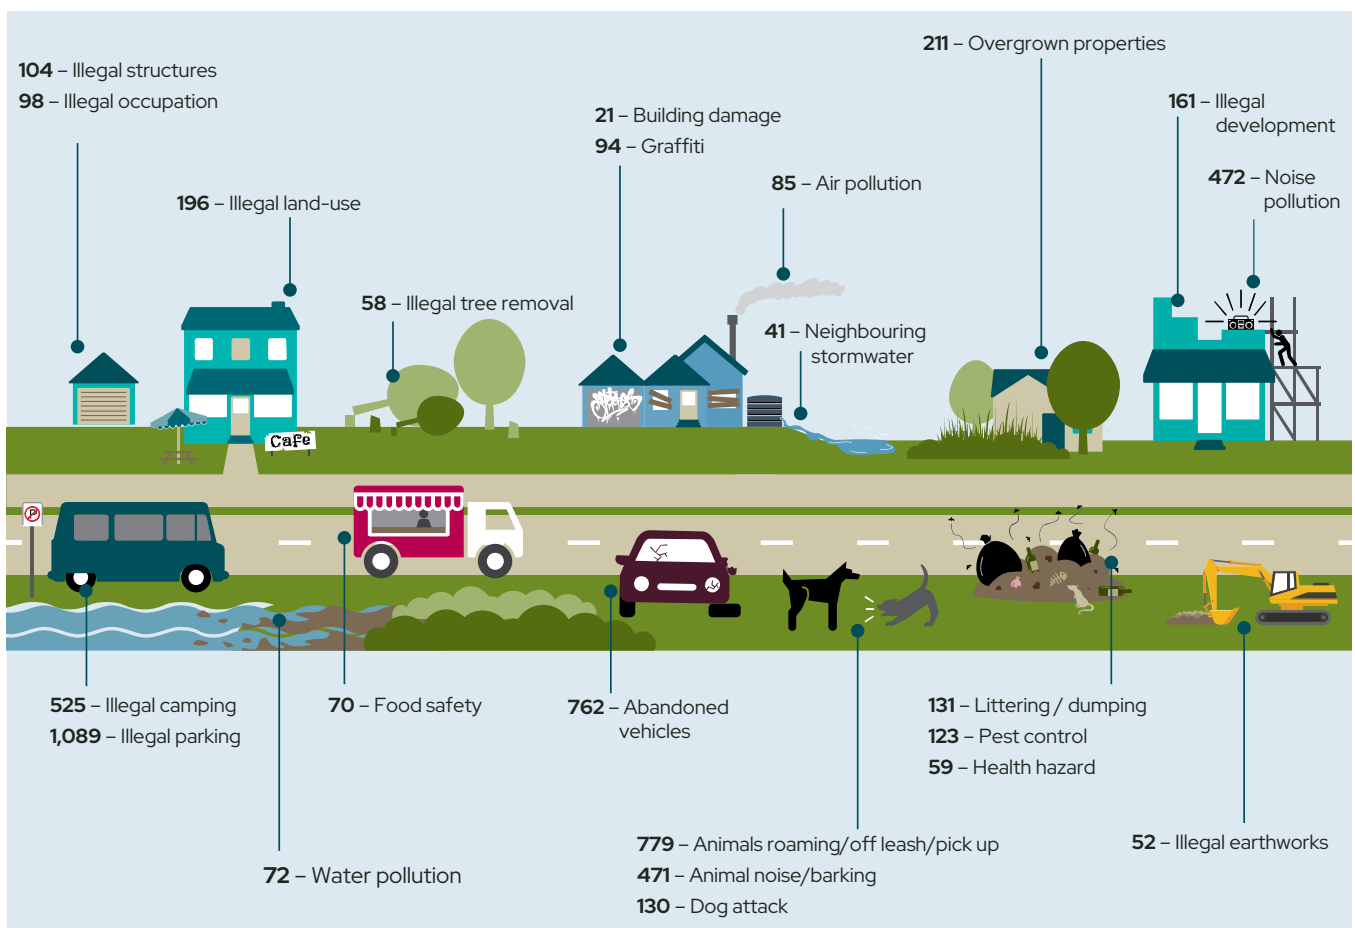 104 – Illegal structures
98 – Illegal occupation
196 – Illegal land-use
58 – Illegal tree removal
21 – Building damage
94 – Graffiti
85 – Air pollution
41 – Neighbouring
stormwater
211 – Overgrown properties
161 – Illegal
development
472 – Noise
pollution
Cafe
P
525 – Illegal camping
1,089 – Illegal parking
72 – Water pollution
70 – Food safety
762 – Abandoned
vehicles
779 – Animals roaming/off leash/pick up
471 – Animal noise/barking
130 – Dog attack
131 – Littering / dumping
123 – Pest control
59 – Health hazard
52 – Illegal earthworks